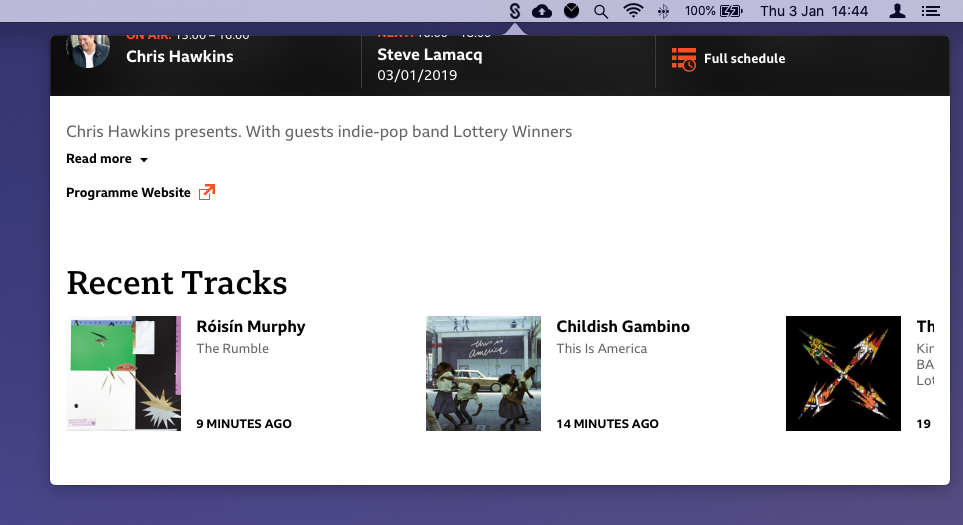 100%
Thu 3 Jan 14:44
ON AIR: 13:00 – 16:00
Chris Hawkins
NEXT: 16:00 – 18:00
Steve Lamacq
03/01/2019
Full schedule
Chris Hawkins presents. With guests indie-pop band Lottery Winners
Read more
Programme Website
Recent Tracks
Róisín Murphy
The Rumble
9 MINUTES AGO
this is
america
Childish Gambino
This Is America
14 MINUTES AGO
Th
Kin
BA
Lot
19